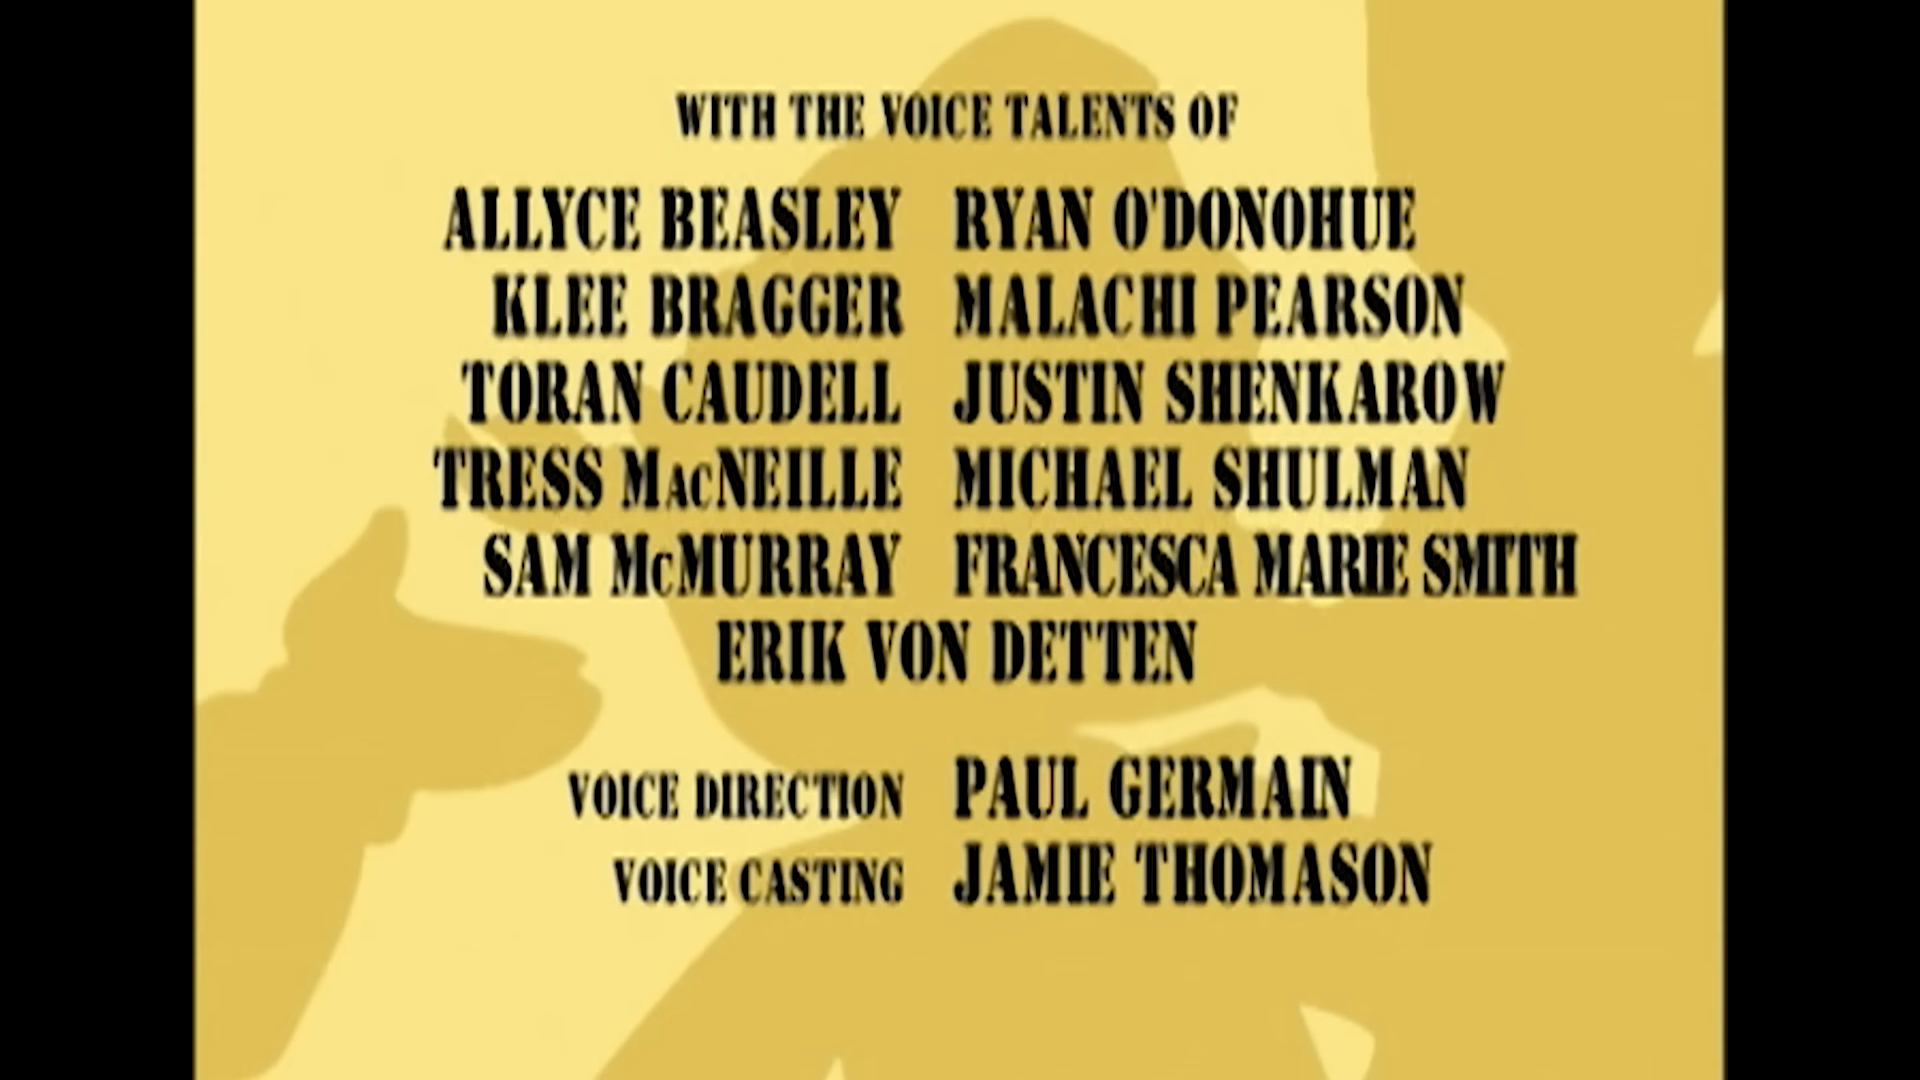 WITH THE VOICE TALENTS OF
ALLYCE BEASLEY RYAN O'DONOHUE
KLEE BRAGGER MALACHI PEARSON
TORAN CAUDELL JUSTIN SHENKAROW
TRESS MACNEILLE MICHAEL SHULMAN
SAM MCMURRAY FRANCESCA MARIE SMITH
ERIK VON DETTEN
VOICE DIRECTION PAUL GERMAIN
VOICE CASTING JAMIE THOMASON